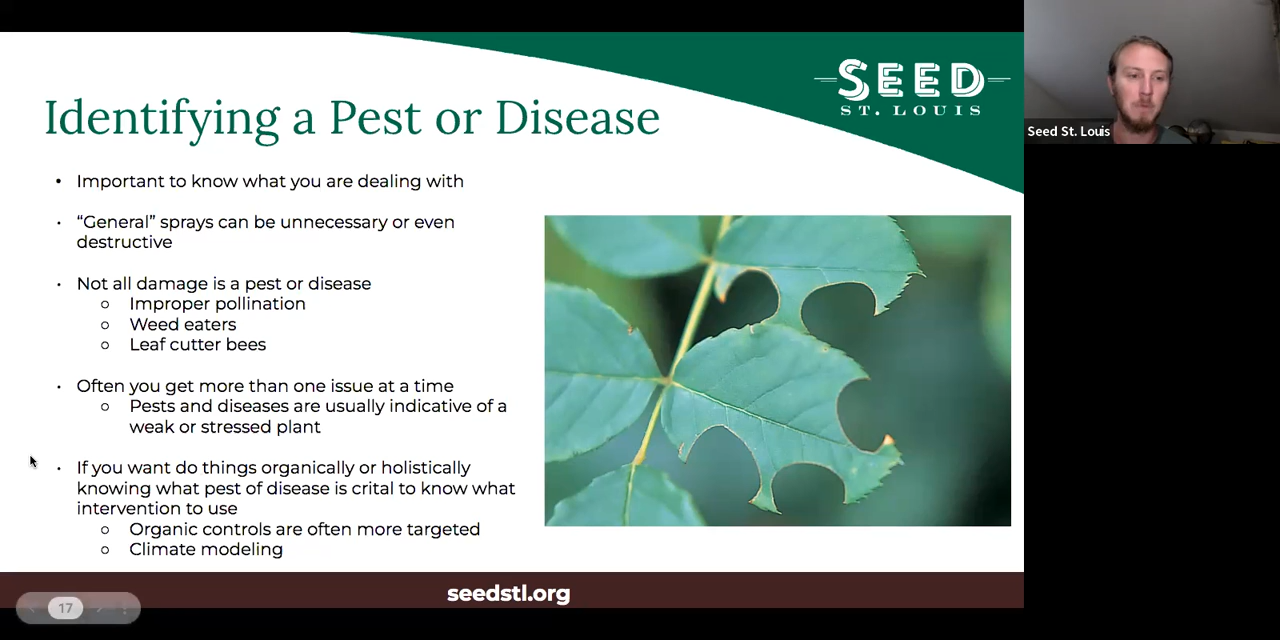 SEED
ST. LOUIS
Identifying a Pest or Disease
Seed St. Louis
• Important to know what you are dealing with
• “General” sprays can be unnecessary or even
destructive
• Not all damage is a pest or disease
○ Improper pollination
○ Weed eaters
○ Leaf cutter bees
• Often you get more than one issue at a time
○ Pests and diseases are usually indicative of a
weak or stressed plant
• If you want do things organically or holistically
knowing what pest of disease is crital to know what
intervention to use
○ Organic controls are often more targeted
○ Climate modeling
seedstl.org
17